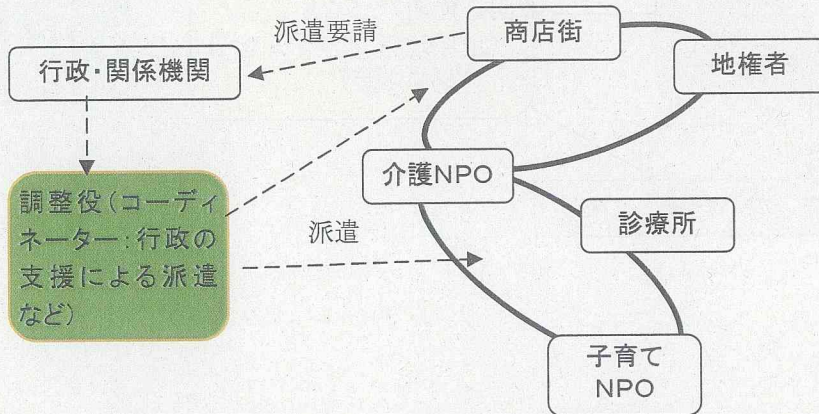 派遣要請
商店街
行政・関係機関
地権者
調整役(コーディ
ネーター:行政の
支援による派遣
など)
介護NPO
派遣
診療所
子育て
NPO